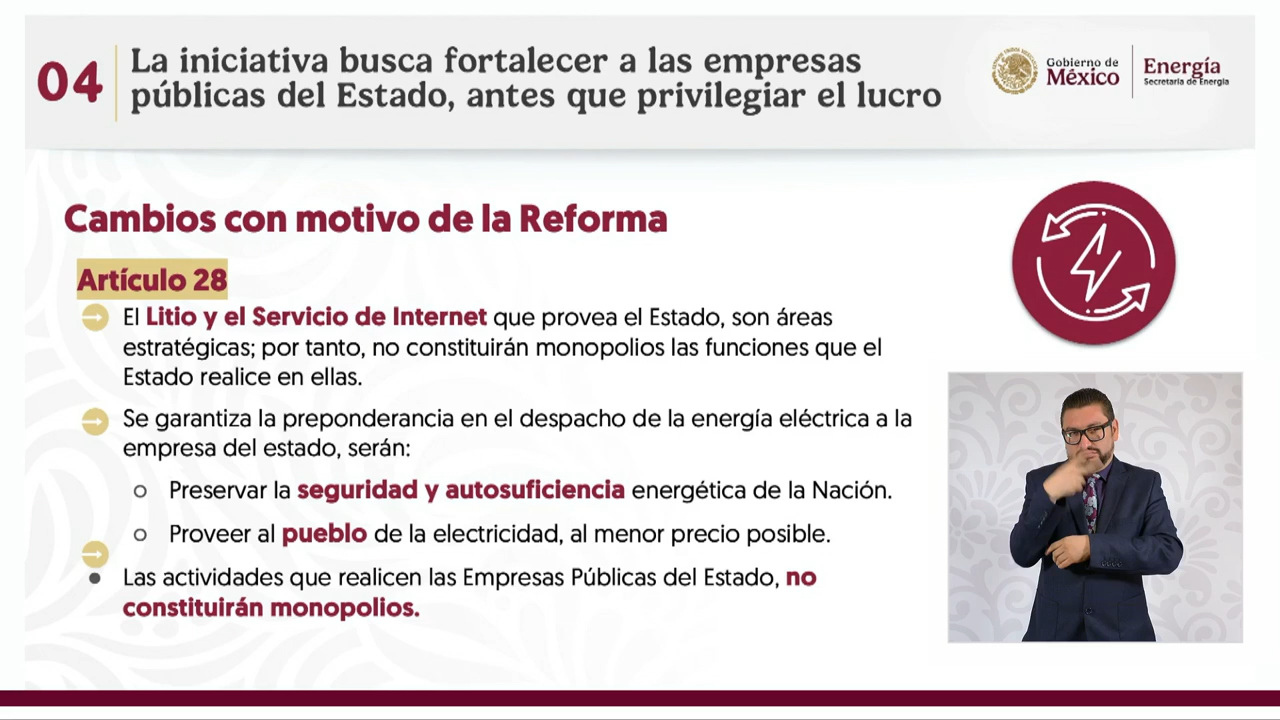 04
La iniciativa busca fortalecer a las empresas
públicas del Estado, antes que privilegiar el lucro
Gobierno de
México
Energía
Secretaría de Energía
Cambios con motivo de la Reforma
Artículo 28
El Litio y el Servicio de Internet que provea el Estado, son áreas
estratégicas; por tanto, no constituirán monopolios las funciones que el
Estado realice en ellas.
Se garantiza la preponderancia en el despacho de la energía eléctrica a la
empresa del estado, serán:
Preservar la seguridad y autosuficiencia energética de la Nación.
Proveer al pueblo de la electricidad, al menor precio posible.
Las actividades que realicen las Empresas Públicas del Estado, no
constituirán monopolios.